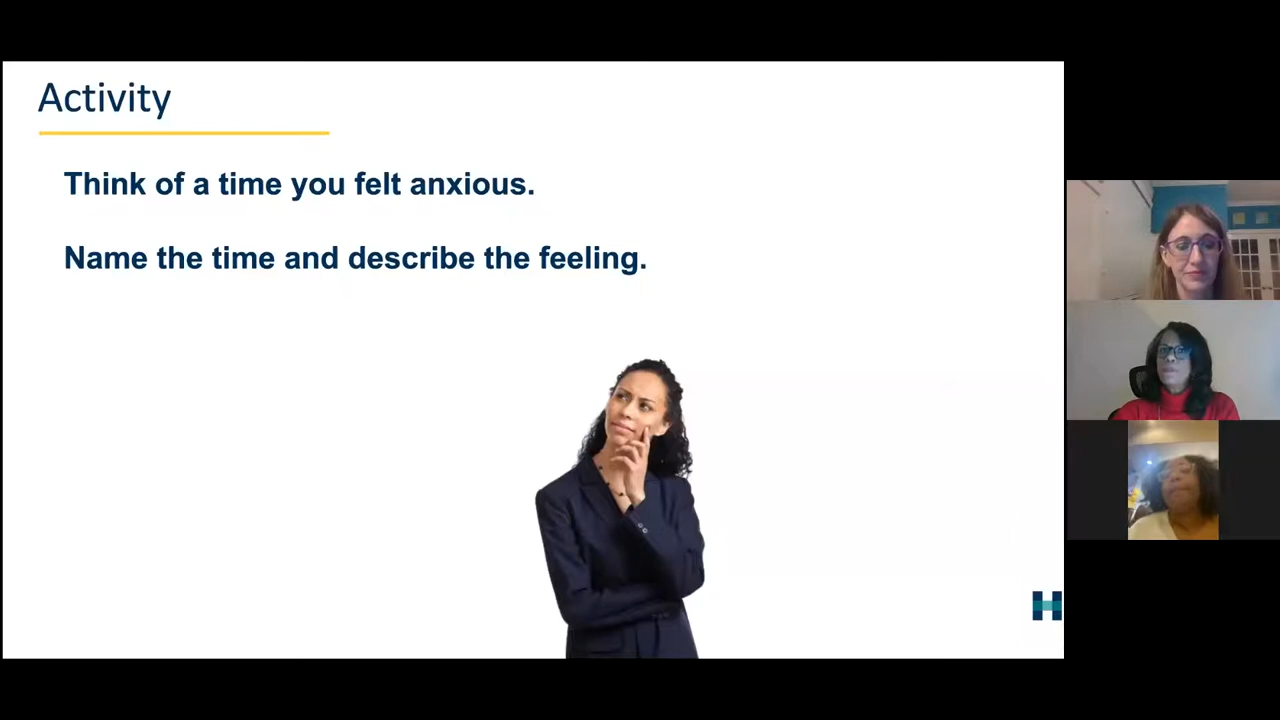 Activity
Think of a time you felt anxious.
Name the time and describe the feeling.
H